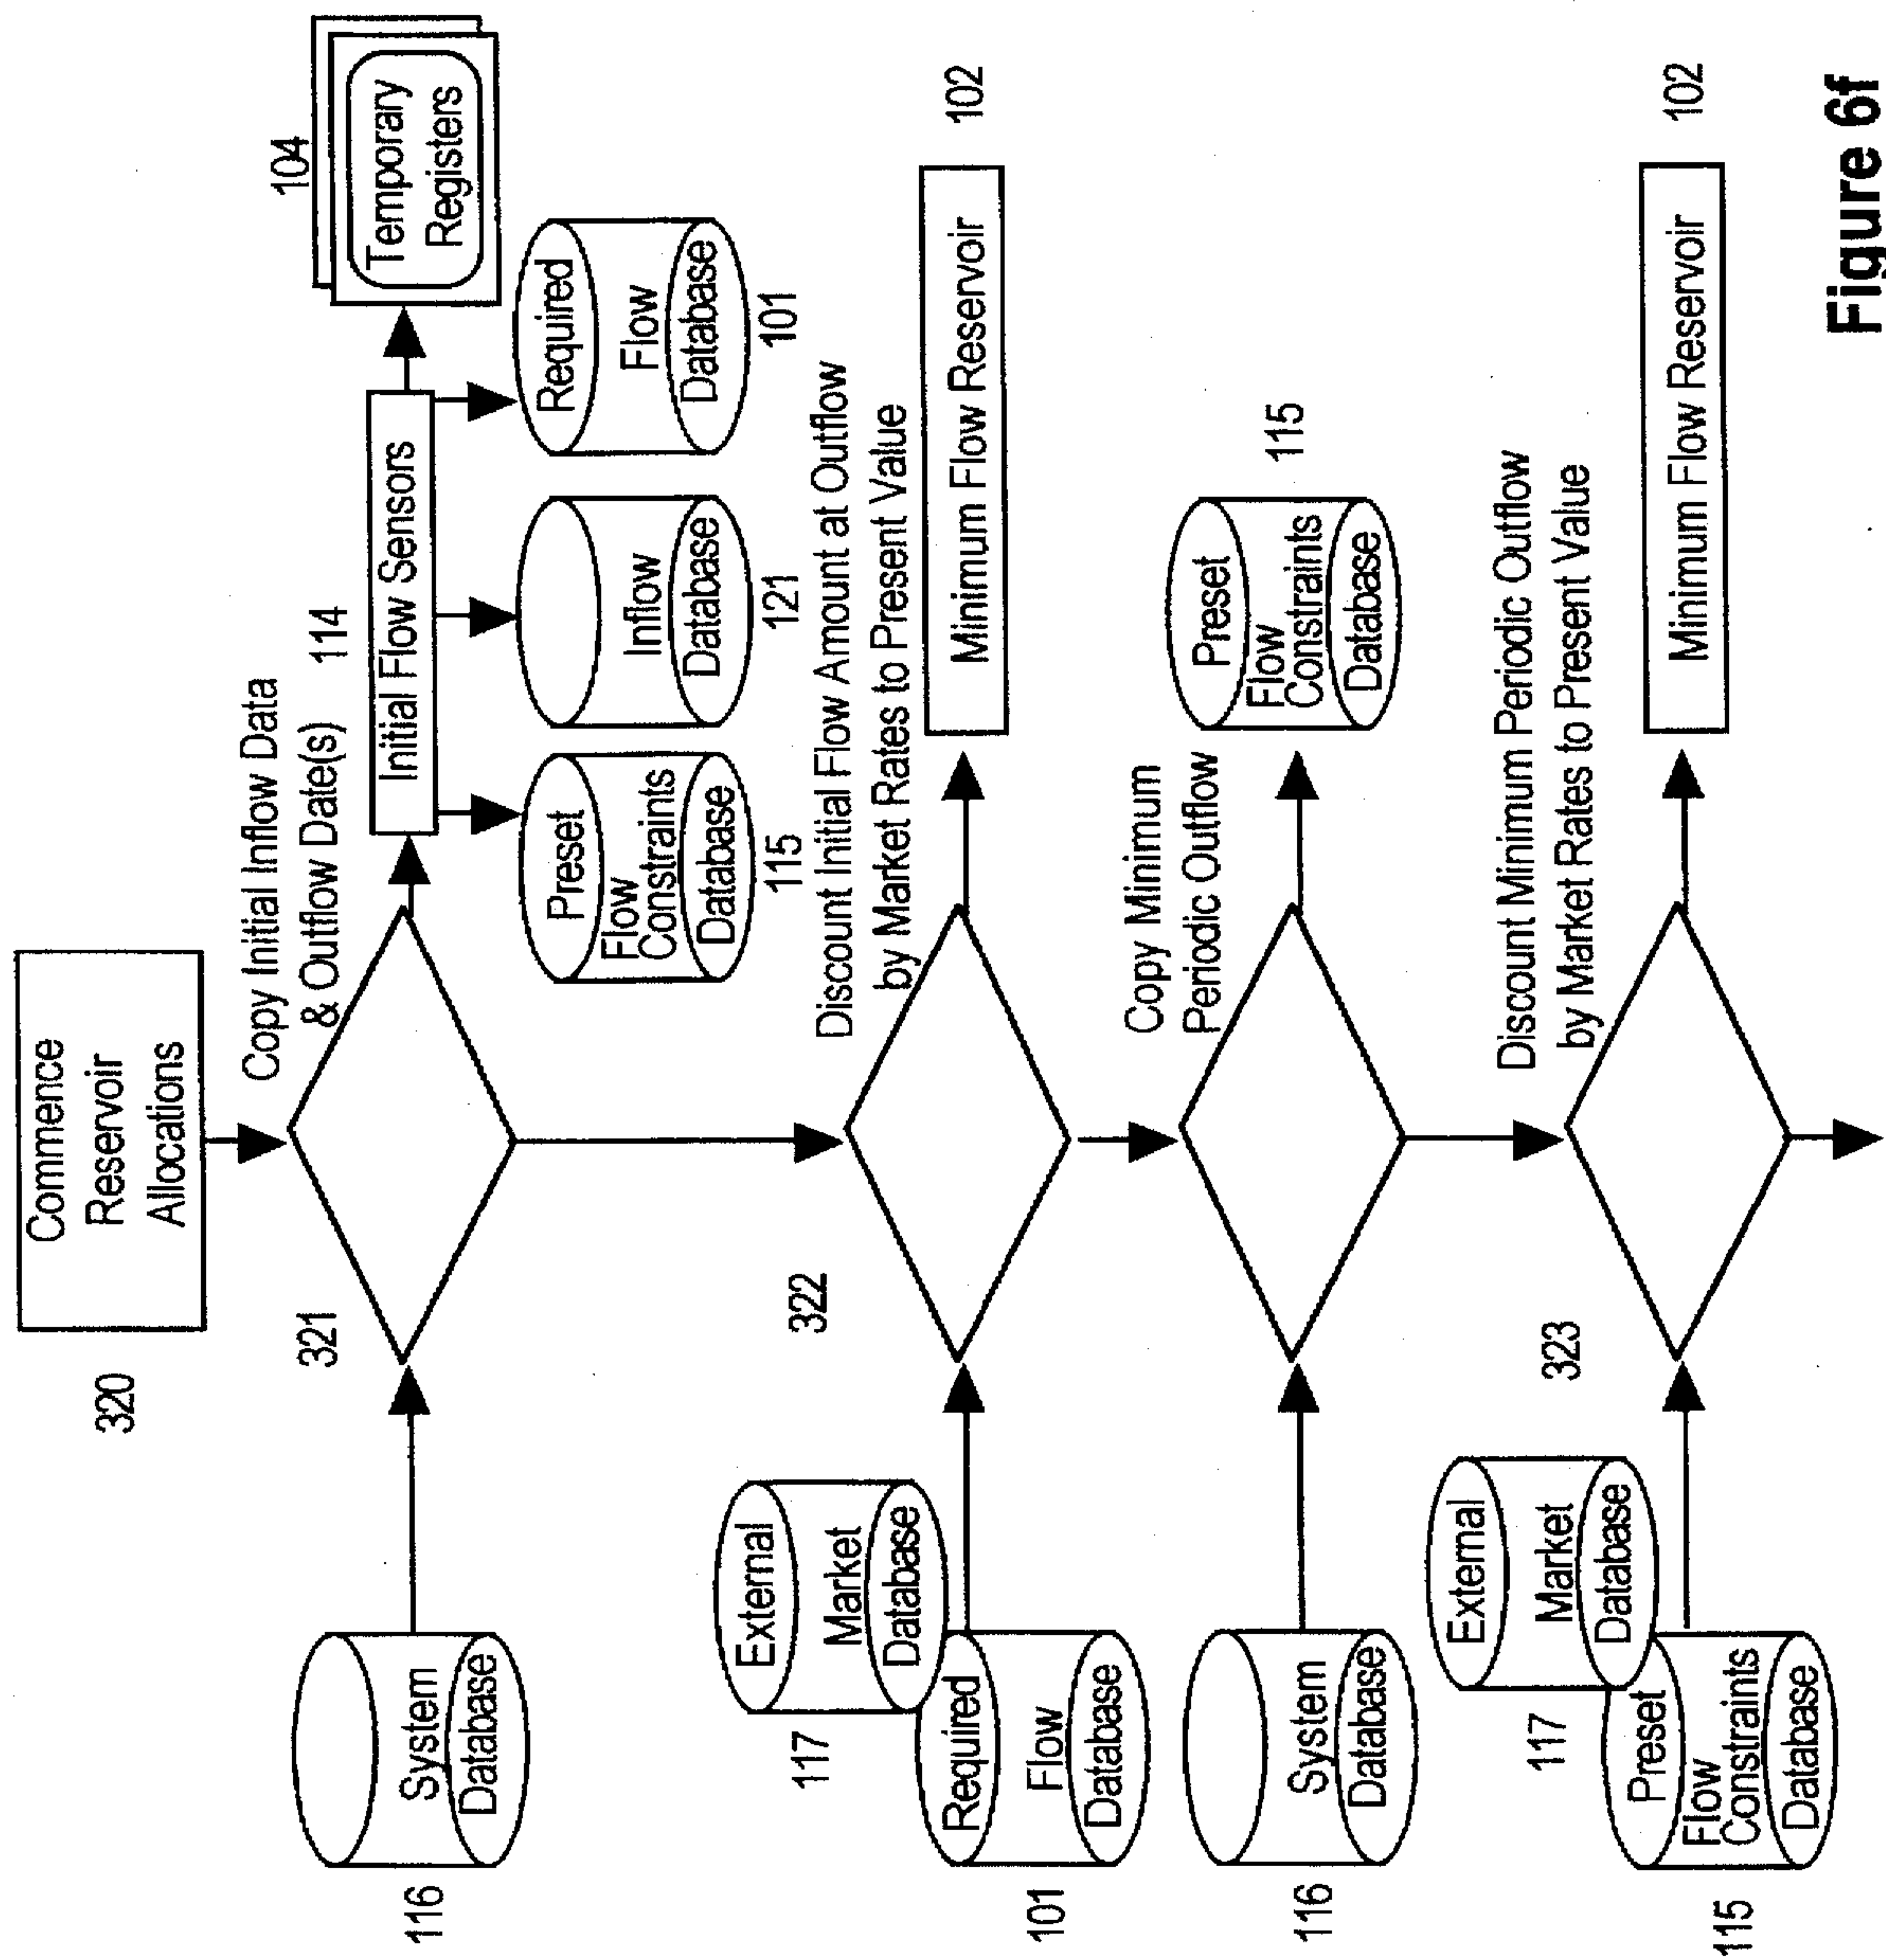 320
Commence
Reservoir
Allocations
321
Copy Initial Inflow Data
& Outflow Date(s)
114
104
116
System
Database
Initial Flow Sensors
Temporary
Registers
Preset
Flow
Constraints
Database
115
Inflow
Database
121
Required
Flow
Database
101
117
External
Market
Database
322
Discount Initial Flow Amount at Outflow
by Market Rates to Present Value
101
Required
Flow
Database
Minimum Flow Reservoir
102
116
System
Database
Copy Minimum
Periodic Outflow
Preset
Flow
Constraints
Database
115
117
External
Market
Database
323
Discount Minimum Periodic Outflow
by Market Rates to Present Value
115
Preset
Flow
Constraints
Database
Minimum Flow Reservoir
102
Figure 6f